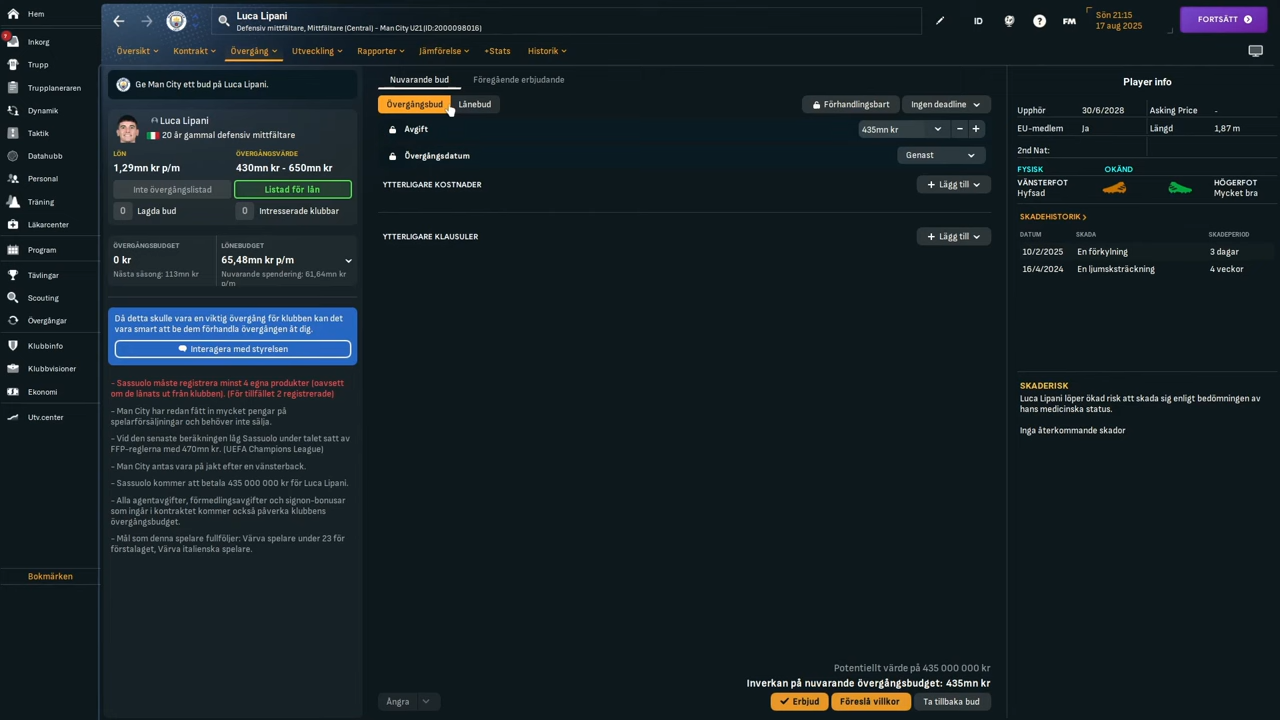 Hem
7
Inkorg
Trupp
Truppplaneraren
Dynamik
Taktik
Datahubb
Personal
Träning
Läkarcenter
Program
Tävlingar
Scouting
Övergångar
Klubbinfo
Klubbvisioner
Ekonomi
Utv.center
Bokmärken
Luca Lipani
Defensiv mittfältare, Mittfältare (Central) - Man City U21 (ID:2000098016)
ID
FM
Sön 21:15
17 aug 2025
FORTSÄTT
Översikt
Kontrakt
Övergång
Utveckling
Rapporter
Jämförelse
+Stats
Historik
Ge Man City ett bud på Luca Lipani.
Luca Lipani
20 år gammal defensiv mittfältare
LÖN
ÖVERGÅNGSVÄRDE
1,29mn kr p/m
430mn kr - 650mn kr
Inte övergångslistad
Listad för lån
0 Lagda bud
0 Intresserade klubbar
ÖVERGÅNGSBUDGET
LÖNEBUDGET
0 kr
65,48mn kr p/m
Nästa säsong: 113mn kr
Nuvarande spendering: 61,64mn kr
p/m
Då detta skulle vara en viktig övergång för klubben kan det
vara smart att be dem förhandla övergången åt dig.
Interagera med styrelsen
- Sassuolo måste registrera minst 4 egna produkter (oavsett
om de lånats ut från klubben). (För tillfället 2 registrerade)
- Man City har redan fått in mycket pengar på
spelarförsäljningar och behöver inte sälja.
- Vid den senaste beräkningen låg Sassuolo under talet satt av
FFP-reglerna med 470mn kr. (UEFA Champions League)
- Man City antas vara på jakt efter en vänsterback.
- Sassuolo kommer att betala 435 000 000 kr för Luca Lipani.
- Alla agentavgifter, förmedlingsavgifter och signon-bonusar
som ingår i kontraktet kommer också påverka klubbens
övergångsbudget.
- Mål som denna spelare fullföljer: Värva spelare under 23 för
förstalaget, Värva italienska spelare.
Nuvarande bud
Föregående erbjudande
Övergångsbud
Lånebud
Förhandlingsbart
Ingen deadline
Avgift
435mn kr
Övergångsdatum
Genast
YTTERLIGARE KOSTNADER
+ Lägg till
YTTERLIGARE KLAUSULER
+ Lägg till
Potentiellt värde på 435 000 000 kr
Inverkan på nuvarande övergångsbudget: 435mn kr
Ångra
Erbjud
Föreslå villkor
Ta tillbaka bud
Player info
Upphör 30/6/2028 Asking Price -
EU-medlem Ja Längd 1,87 m
2nd Nat:
FYSISK
OKÄND
VÄNSTERFOT
Hyfsad
HÖGERFOT
Mycket bra
SKADEHISTORIK >
DATUM SKADA SKADEPERIOD
10/2/2025 En förkylning 3 dagar
16/4/2024 En ljumsksträckning 4 veckor
SKADERISK
Luca Lipani löper ökad risk att skada sig enligt bedömningen av
hans medicinska status.
Inga återkommande skador